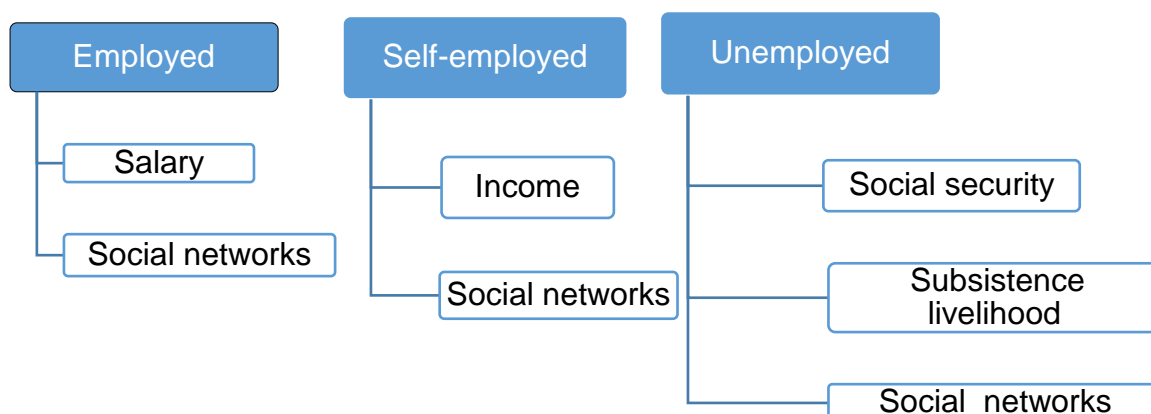 Employed
Salary
Social networks
Self-employed
Income
Social networks
Unemployed
Social security
Subsistence
livelihood
Social networks